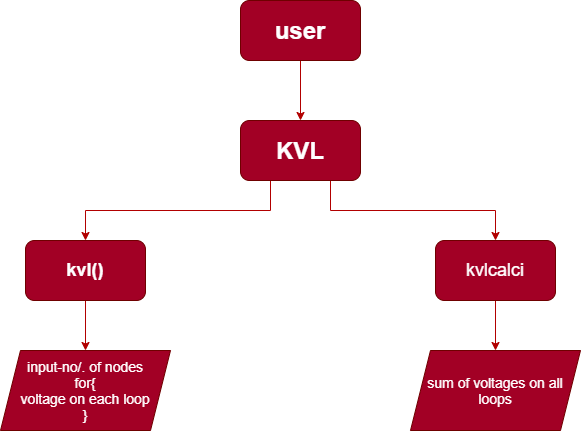 user
KVL
kvl()
kvlcalci
input-no/. of nodes
for{
voltage on each loop
}
sum of voltages on all
loops